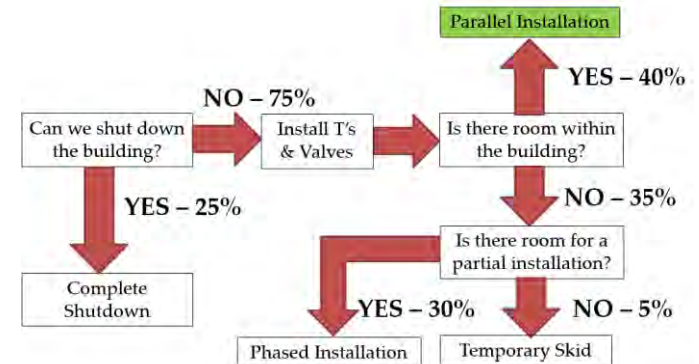 Parallel Installation
YES – 40%
NO – 75%
Can we shut down
the building?
Install T's
& Valves
Is there room within
the building?
YES – 25%
NO – 35%
Is there room for a
partial installation?
Complete
Shutdown
YES – 30%
NO – 5%
Phased Installation
Temporary Skid